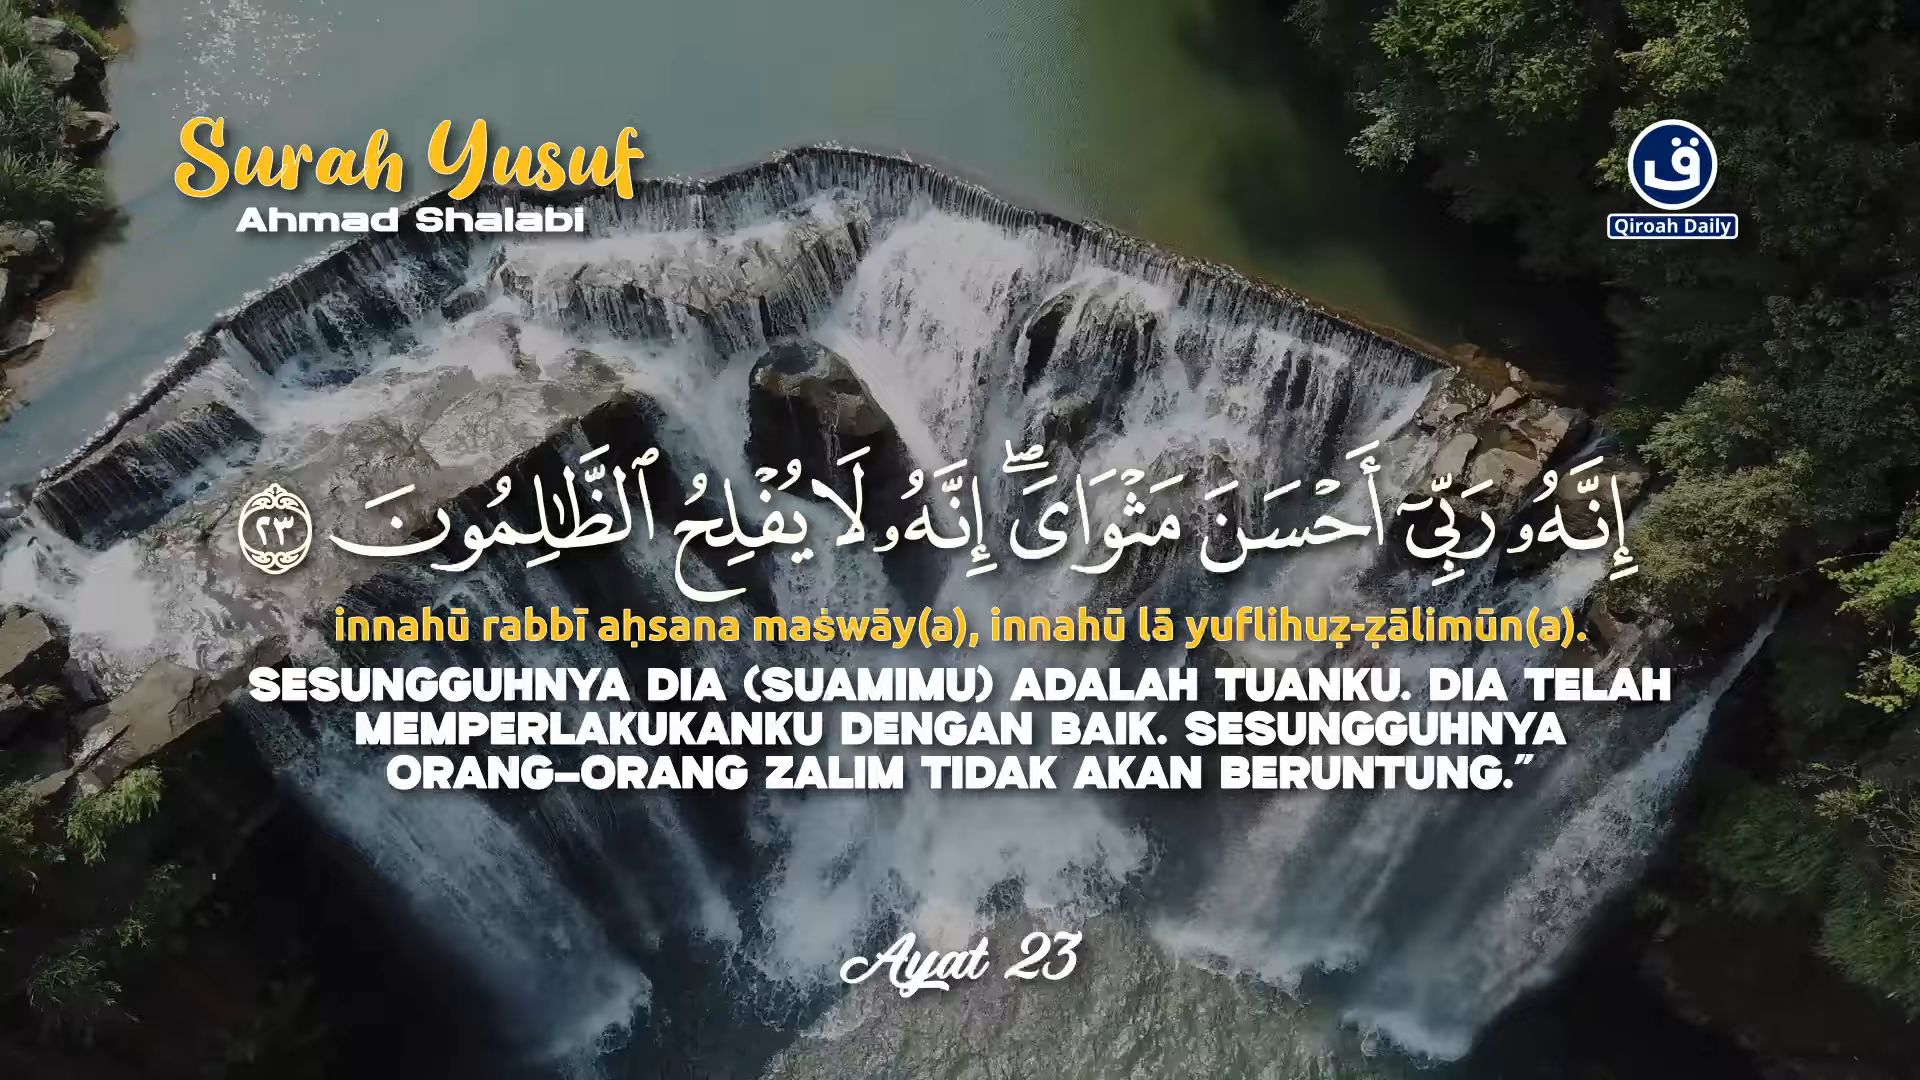 Surah Yusuf
Ahmad Shalabi
ق
Qiroah Daily
إِنَّهُۥ رَبِّىٓ أَحْسَنَ مَثْوَاىَ ۖ إِنَّهُۥ لَا يُفْلِحُ ٱلظَّـٰلِمُونَ ٢٣
innahū rabbī aḥsana maṡwāy(a), innahū lā yufliḥuẓ-ẓālimūn(a).
SESUNGGUHNYA DIA (SUAMIMU) ADALAH TUANKU. DIA TELAH
MEMPERLAKUKANKU DENGAN BAIK. SESUNGGUHNYA
ORANG-ORANG ZALIM TIDAK AKAN BERUNTUNG.”
Ayat 23